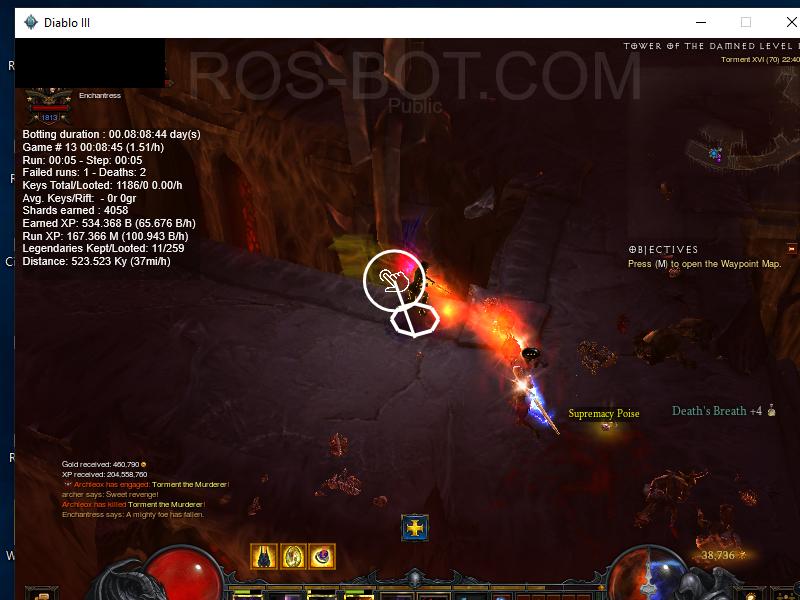 Diablo III
TOWER OF THE DAMNED LEVEL 1
Torment XVI (70) 22:40
ROS-BOT.COM
Public
Enchantress
1813
Botting duration : 00.08:08:44 day(s)
Game # 13 00:08:45 (1.51/h)
Run: 00:05 - Step: 00:05
Failed runs: 1 - Deaths: 2
Keys Total/Looted: 1186/0 0.00/h
Avg. Keys/Rift: - 0r 0gr
Shards earned : 4058
Earned XP: 534.368 B (65.676 B/h)
Run XP: 167.366 M (100.943 B/h)
Legendaries Kept/Looted: 11/259
Distance: 523.523 Ky (37mi/h)
OBJECTIVES
Press (M) to open the Waypoint Map.
Supremacy Poise
Death's Breath +4
Gold received: 460,790
XP received: 204,558,760
Archleox has engaged: Torment the Murderer!
archer says: Sweet revenge!
Archleox has killed Torment the Murderer!
Enchantress says: A mighty foe has fallen.
38,736
R
R
Ci
R
W